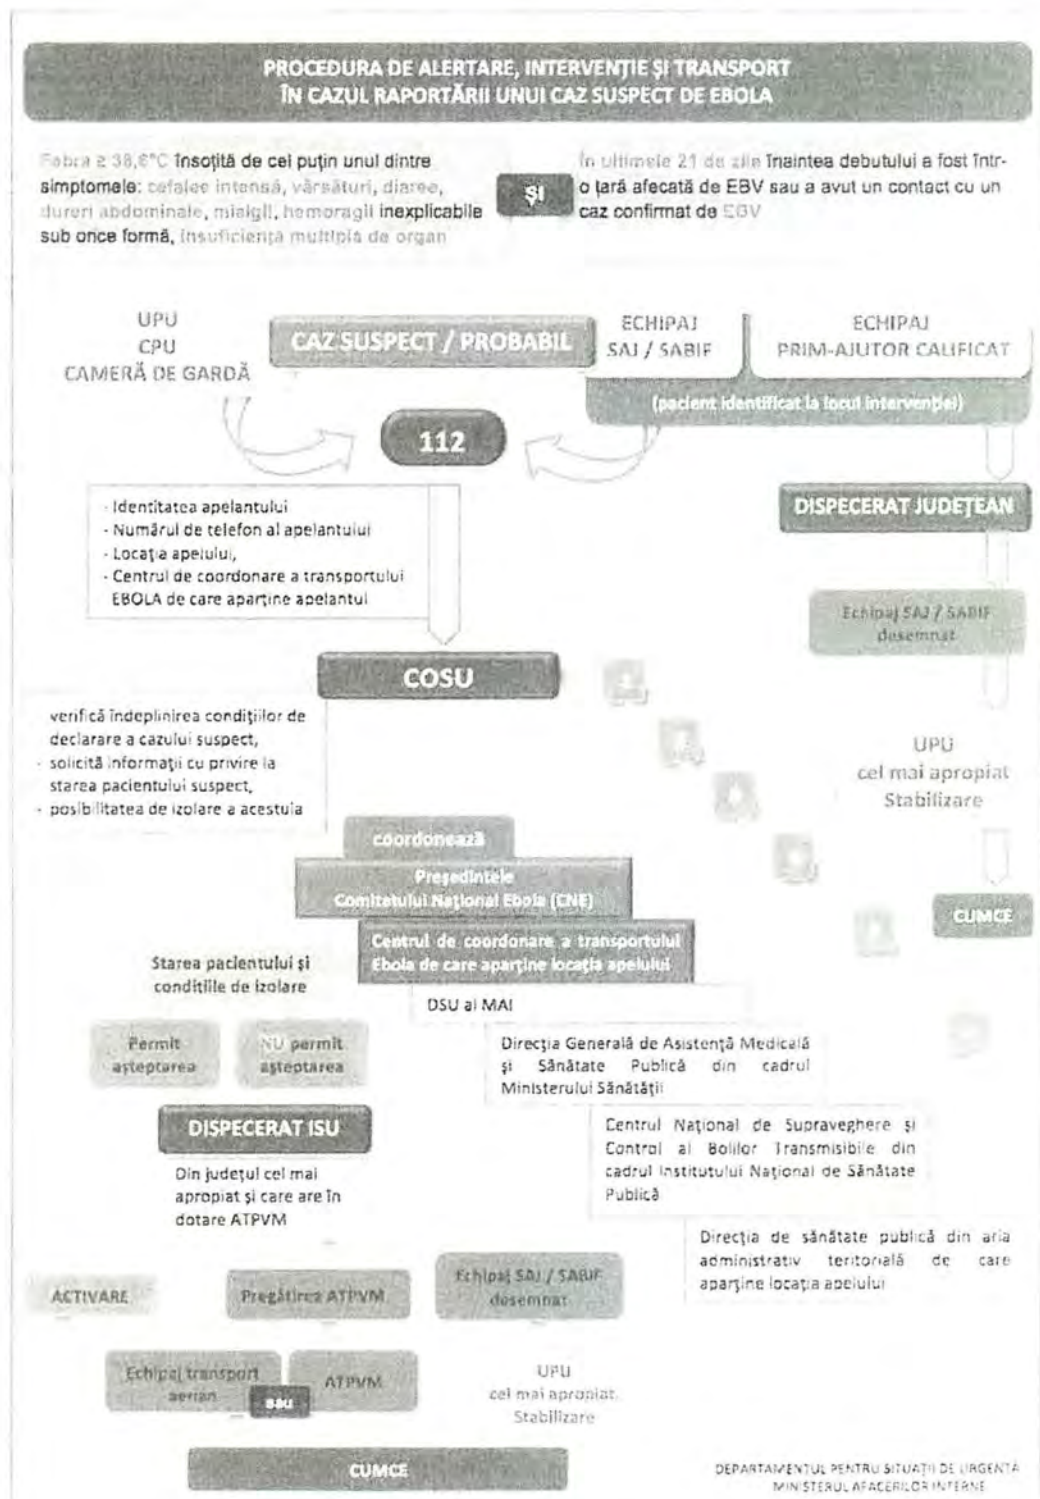 PROCEDURA DE ALERTARE, INTERVENȚIE ȘI TRANSPORT
ÎN CAZUL RAPORTĂRII UNUI CAZ SUSPECT DE EBOLA
Febra ≥ 38,6°C însoțită de cel puțin unul dintre
simptomele: cefalee intensă, vărsături, diaree,
dureri abdominale, mialgii, hemoragii inexplicabile
sub orice formă, insuficiență multiplă de organ
ȘI
În ultimele 21 de zile înaintea debutului a fost într-
o țară afecată de EBV sau a avut un contact cu un
caz confirmat de EBV
UPU
CPU
CAMERĂ DE GARDĂ
CAZ SUSPECT / PROBABIL
ECHIPAJ
SAJ / SABIF
ECHIPAJ
PRIM-AJUTOR CALIFICAT
(pacient identificat la locul intervenției)
112
- Identitatea apelantului
- Numărul de telefon al apelantului
- Locația apelului,
- Centrul de coordonare a transportului
EBOLA de care aparține apelantul
DISPECERAT JUDEȚEAN
Echipaj SAJ / SABIF
desemnat
COSU
verifică îndeplinirea condițiilor de
declarare a cazului suspect,
- solicită informații cu privire la
starea pacientului suspect,
- posibilitatea de izolare a acestuia
UPU
cel mai apropiat
Stabilizare
CUMCE
coordonează
Președintele
Comitetului Național Ebola (CNE)
Centrul de coordonare a transportului
Ebola de care aparține locația apelului
DSU al MAI
Direcția Generală de Asistență Medicală
și Sănătate Publică din cadrul
Ministerului Sănătății
Centrul Național de Supraveghere și
Control al Bolilor Transmisibile din
cadrul Institutului Național de Sănătate
Publică
Direcția de sănătate publică din aria
administrativ teritorială de care
aparține locația apelului
Starea pacientului și
conditiile de izolare
Permit
așteptarea
NU permit
așteptarea
DISPECERAT ISU
Din județul cel mai
apropiat și care are în
dotare ATPVM
ACTIVARE
Pregătirea ATPVM
Echipaj SAJ / SABIF
desemnat
Echipaj transport
aerian
sau
ATPVM
UPU
cel mai apropiat.
Stabilizare
CUMCE
DEPARTAMENTUL PENTRU SITUAȚII DE URGENȚĂ
MINISTERUL AFACERILOR INTERNE